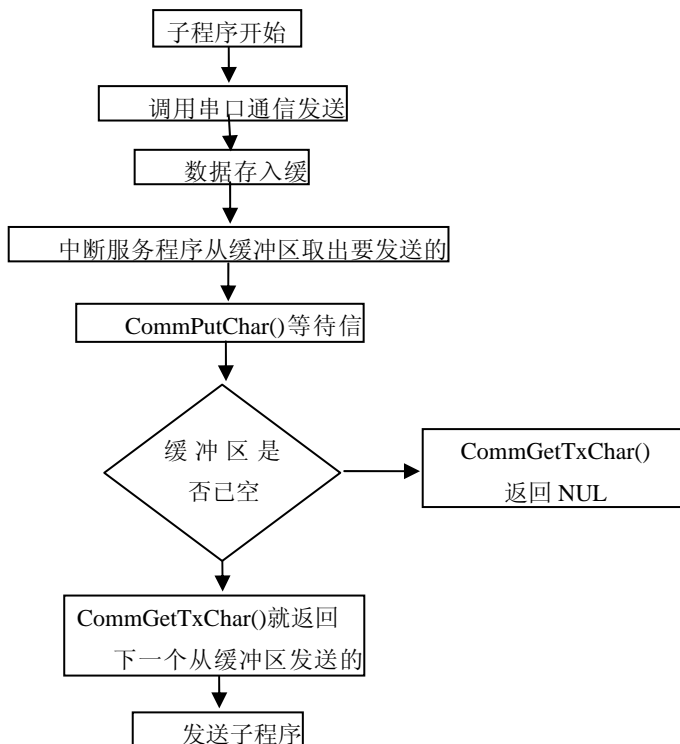 子程序开始
调用串口通信发送
数据存入缓
中断服务程序从缓冲区取出要发送的
CommPutChar()等待信
缓冲区是
否已空
CommGetTxChar()
返回 NUL
CommGetTxChar()就返回
下一个从缓冲区发送的
发送子程序